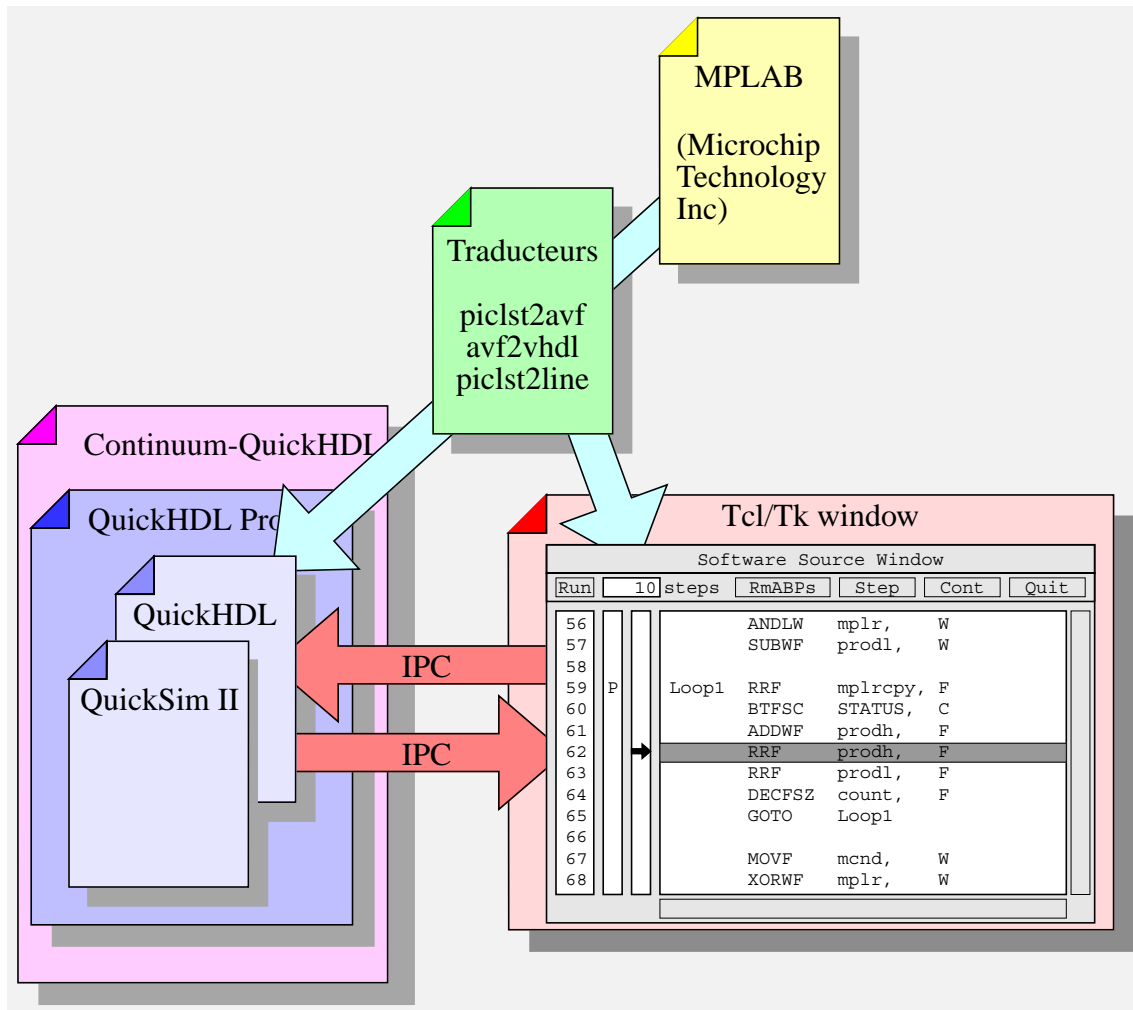 MPLAB
(Microchip
Technology
Inc)
Traducteurs
piclst2avf
avf2vhdl
piclst2line
Continuum-QuickHDL
QuickHDL Pro
QuickHDL
QuickSim II
IPC
IPC
Tcl/Tk window
Software Source Window
Run 10 steps RmABPs Step Cont Quit
56 ANDLW mplr, W
57 SUBWF prodl, W
58
59 P Loop1 RRF mplrcpy, F
60 BTFSC STATUS, C
61 ADDWF prodh, F
62 RRF prodh, F
63 RRF prodl, F
64 DECFSZ count, F
65 GOTO Loop1
66
67 MOVF mcnd, W
68 XORWF mplr, W